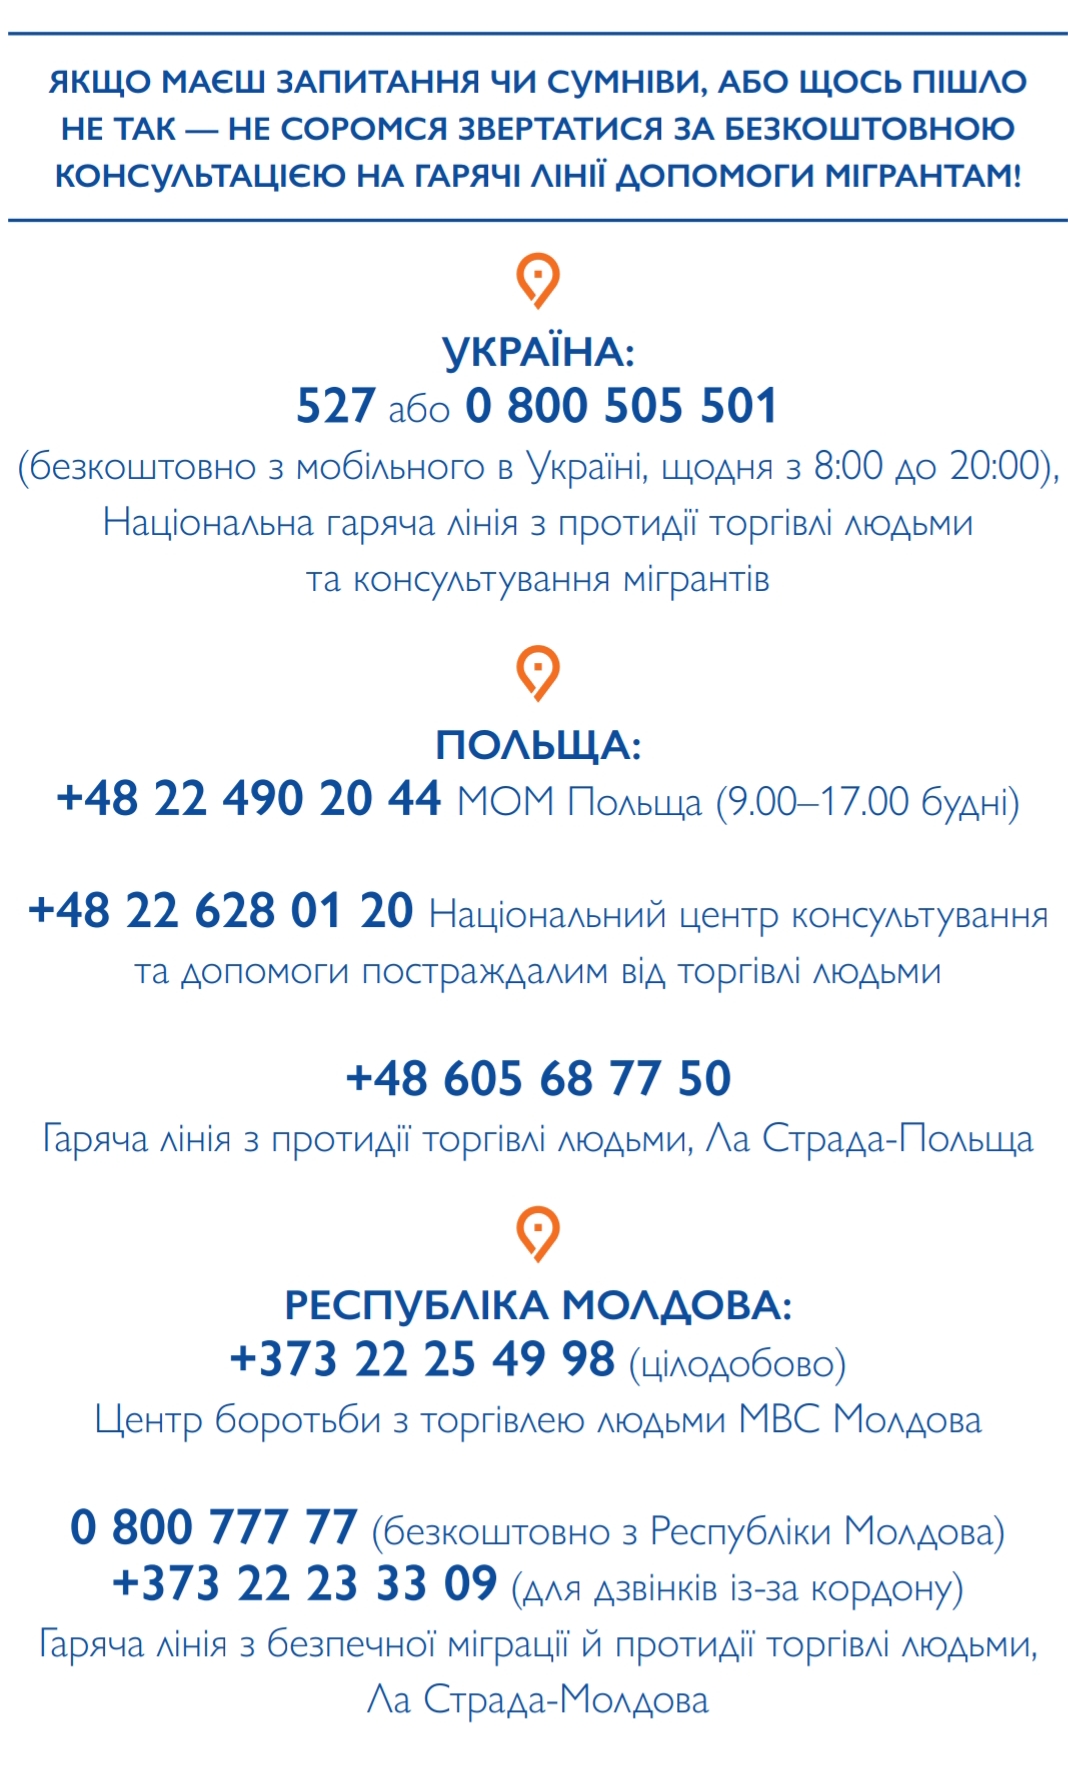 ЯКЩО МАЄШ ЗАПИТАННЯ ЧИ СУМНІВИ, АБО ЩОСЬ ПІШЛО
НЕ ТАК — НЕ СОРОМСЯ ЗВЕРТАТИСЯ ЗА БЕЗКОШТОВНОЮ
КОНСУЛЬТАЦІЄЮ НА ГАРЯЧІ ЛІНІЇ ДОПОМОГИ МІГРАНТАМ!
УКРАЇНА:
527 або 0 800 505 501
(безкоштовно з мобільного в Україні, щодня з 8:00 до 20:00),
Національна гаряча лінія з протидії торгівлі людьми
та консультування мігрантів
ПОЛЬЩА:
+48 22 490 20 44 МОМ Польща (9.00–17.00 будні)
+48 22 628 01 20 Національний центр консультування
та допомоги постраждалим від торгівлі людьми
+48 605 68 77 50
Гаряча лінія з протидії торгівлі людьми, Ла Страда-Польща
РЕСПУБЛІКА МОЛДОВА:
+373 22 25 49 98 (цілодобово)
Центр боротьби з торгівлею людьми МВС Молдова
0 800 777 77 (безкоштовно з Республіки Молдова)
+373 22 23 33 09 (для дзвінків із-за кордону)
Гаряча лінія з безпечної міграції й протидії торгівлі людьми,
Ла Страда-Молдова